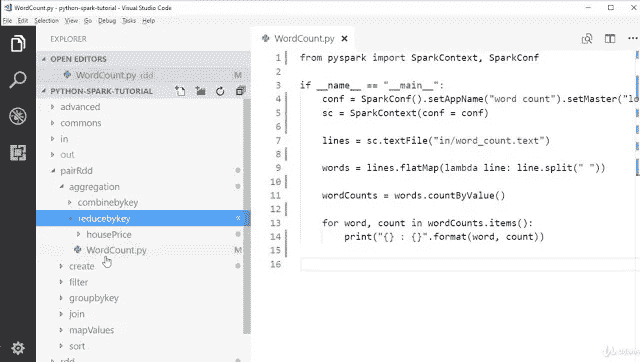 WordCount.py - python-spark-tutorial - Visual Studio Code
File Edit Selection View Go Debug Tasks Help
EXPLORER
OPEN EDITORS
WordCount.py rdd M
PYTHON-SPARK-TUTORIAL
advanced
commons
in
out
pairRdd
aggregation
combinebykey
reducebykey
housePrice
WordCount.py M
create
filter
groupbykey
join
mapValues
sort
rdd
WordCount.py ×
1 from pyspark import SparkContext, SparkConf
2
3 if __name__ == "__main__":
4 conf = SparkConf().setAppName("word count").setMaster("lo
5 sc = SparkContext(conf = conf)
6
7 lines = sc.textFile("in/word_count.text")
8
9 words = lines.flatMap(lambda line: line.split(" "))
10
11 wordCounts = words.countByValue()
12
13 for word, count in wordCounts.items():
14 print("{} : {}".format(word, count))
15
16